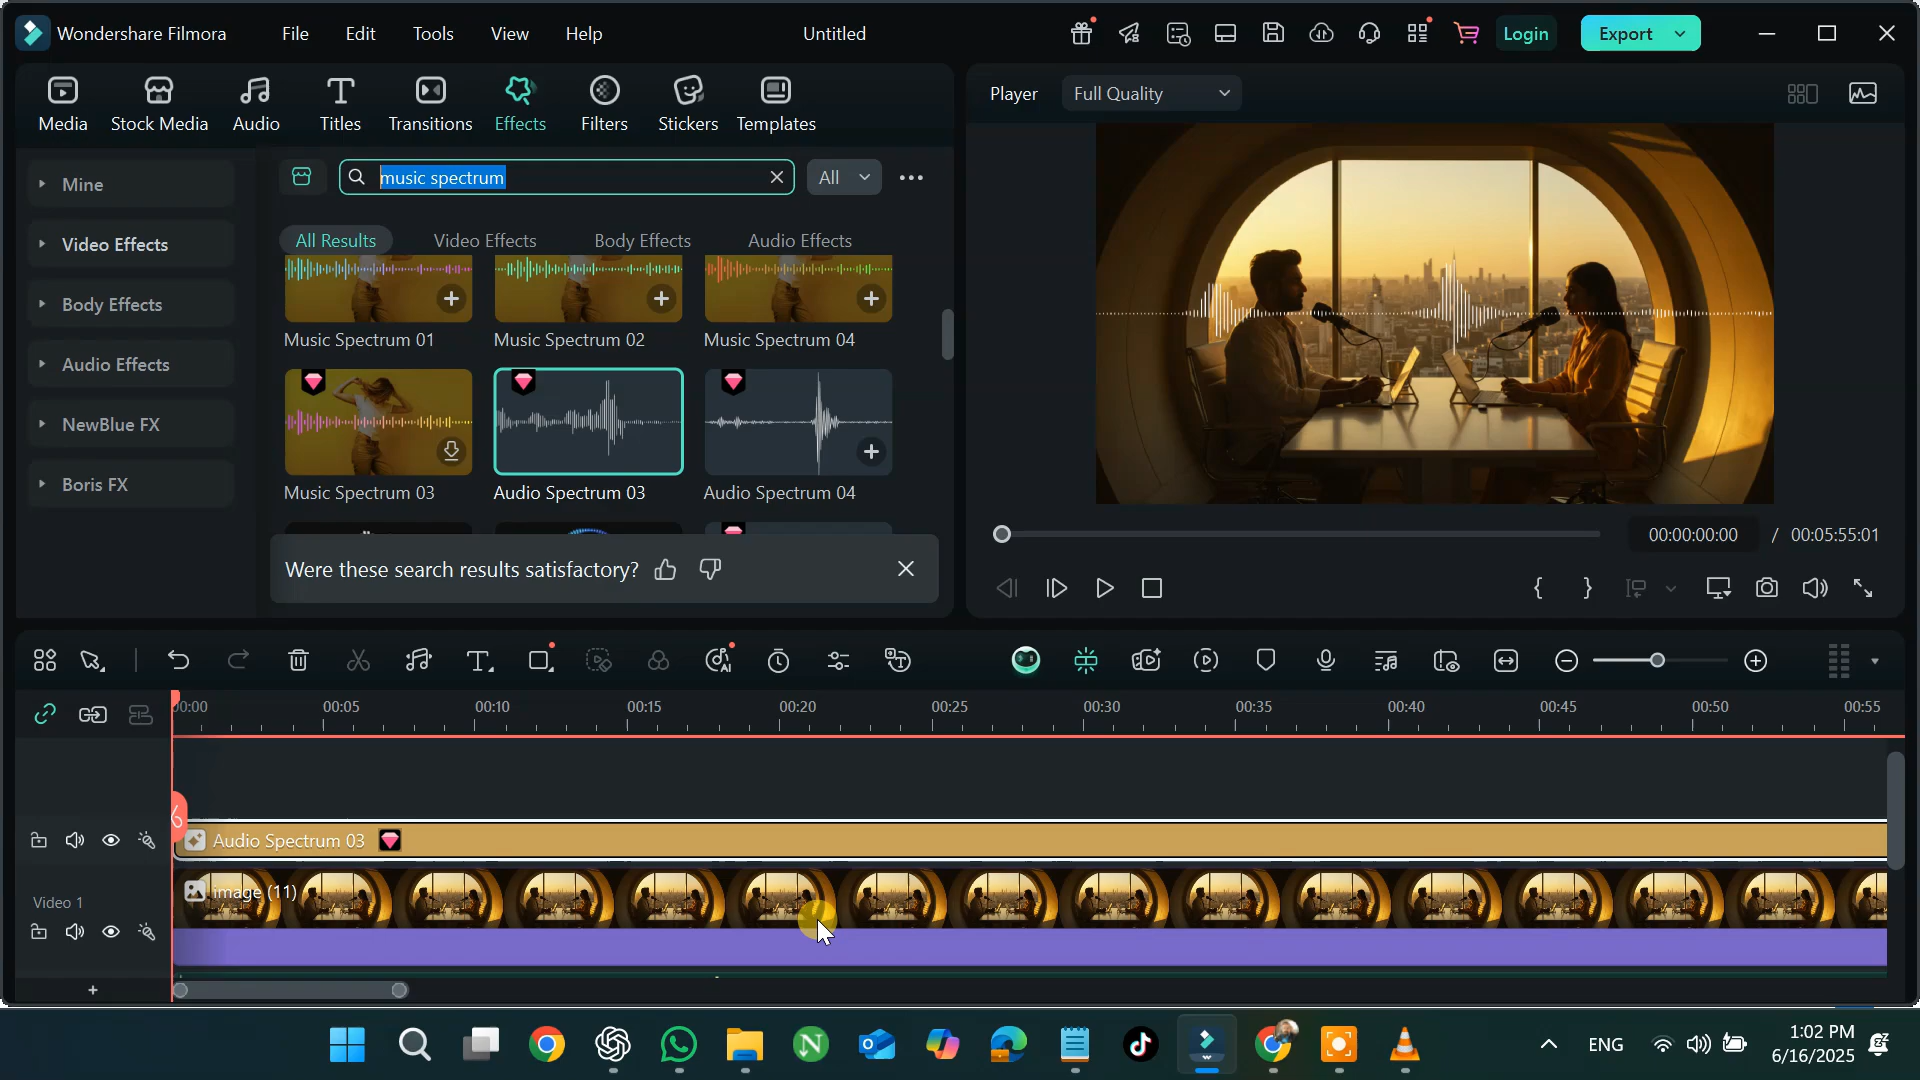 Wondershare Filmora
File
Edit
Tools
View
Help
Untitled
Login
Export
Media
Stock Media
Audio
Titles
Transitions
Effects
Filters
Stickers
Templates
Player
Full Quality
Mine
Video Effects
Body Effects
Audio Effects
NewBlue FX
Boris FX
music spectrum
All
All Results
Video Effects
Body Effects
Audio Effects
Music Spectrum 01
Music Spectrum 02
Music Spectrum 04
Music Spectrum 03
Audio Spectrum 03
Audio Spectrum 04
Were these search results satisfactory?
00:00:00:00 / 00:05:55:01
00:00
00:05
00:10
00:15
00:20
00:25
00:30
00:35
00:40
00:45
00:50
00:55
Audio Spectrum 03
image (11)
Video 1
ENG
1:02 PM
6/16/2025